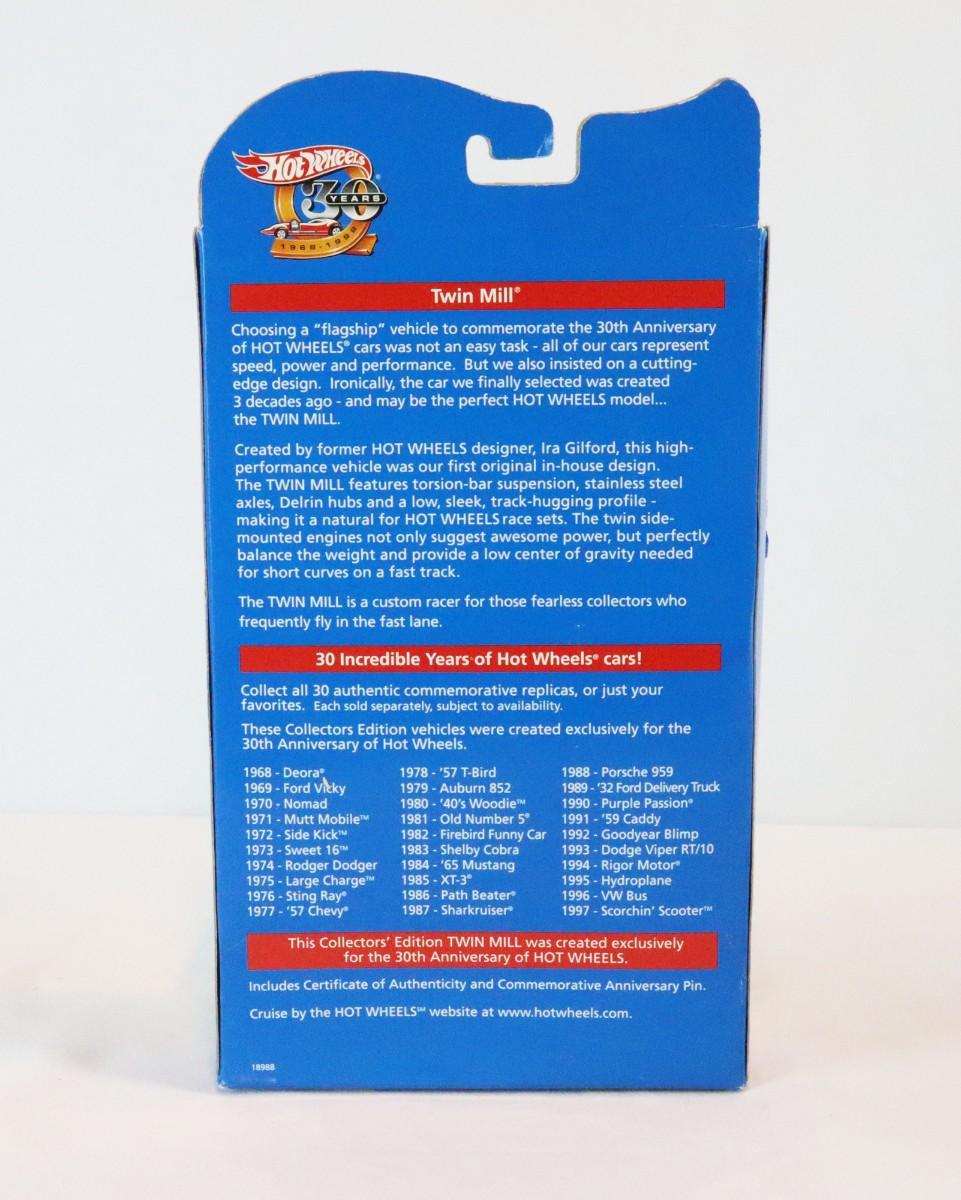 HOT WHEELS®
30
YEARS
1968-1998
Twin Mill®
Choosing a "flagship" vehicle to commemorate the 30th Anniversary
of HOT WHEELS® cars was not an easy task - all of our cars represent
speed, power and performance. But we also insisted on a cutting-
edge design. Ironically, the car we finally selected was created
3 decades ago - and may be the perfect HOT WHEELS model...
the TWIN MILL.
Created by former HOT WHEELS designer, Ira Gilford, this high-
performance vehicle was our first original in-house design.
The TWIN MILL features torsion-bar suspension, stainless steel
axles, Delrin hubs and a low, sleek, track-hugging profile -
making it a natural for HOT WHEELS race sets. The twin side-
mounted engines not only suggest awesome power, but perfectly
balance the weight and provide a low center of gravity needed
for short curves on a fast track.
The TWIN MILL is a custom racer for those fearless collectors who
frequently fly in the fast lane.
30 Incredible Years of Hot Wheels® cars!
Collect all 30 authentic commemorative replicas, or just your
favorites. Each sold separately, subject to availability.
These Collectors Edition vehicles were created exclusively for the
30th Anniversary of Hot Wheels.
1968 - Deora®
1969 - Ford Vicky
1970 - Nomad
1971 - Mutt Mobile™
1972 - Side Kick™
1973 - Sweet 16™
1974 - Rodger Dodger
1975 - Large Charge™
1976 - Sting Ray®
1977 - '57 Chevy®
1978 - '57 T-Bird
1979 - Auburn 852
1980 - '40's Woodie™
1981 - Old Number 5®
1982 - Firebird Funny Car
1983 - Shelby Cobra
1984 - '65 Mustang
1985 - XT-3®
1986 - Path Beater®
1987 - Sharkruiser®
1988 - Porsche 959
1989 - '32 Ford Delivery Truck
1990 - Purple Passion®
1991 - '59 Caddy
1992 - Goodyear Blimp
1993 - Dodge Viper RT/10
1994 - Rigor Motor®
1995 - Hydroplane
1996 - VW Bus
1997 - Scorchin' Scooter™
This Collectors' Edition TWIN MILL was created exclusively
for the 30th Anniversary of HOT WHEELS.
Includes Certificate of Authenticity and Commemorative Anniversary Pin.
Cruise by the HOT WHEELS℠ website at www.hotwheels.com.
18988